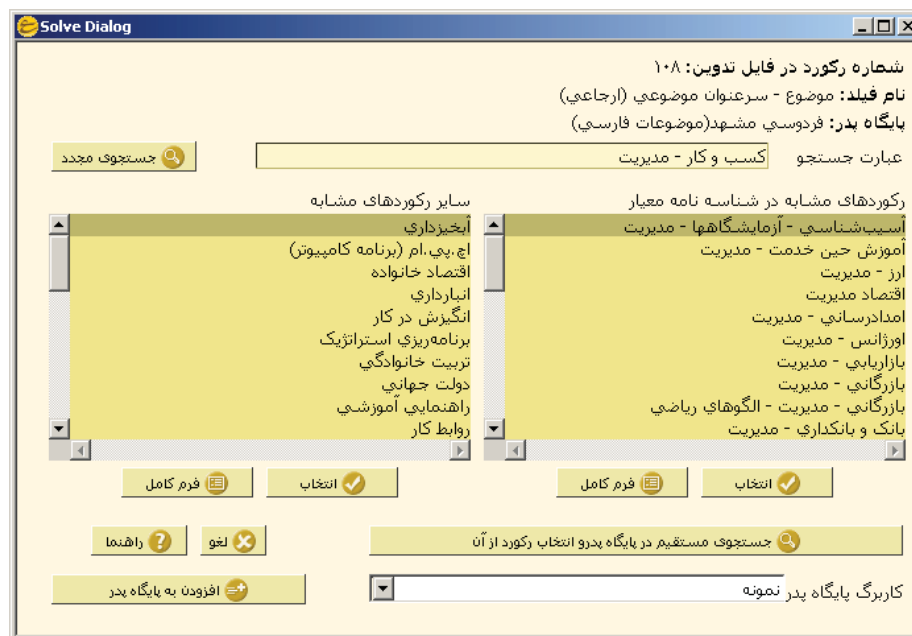 Solve Dialog
شماره رکورد در فایل تدوین: ۱۰۸
نام فیلد: موضوع - سرعنوان موضوعي (ارجاعي)
پایگاه پدر: فردوسي مشهد(موضوعات فارسي)
عبارت جستجو کسب و کار - مدیریت جستجوی مجدد
رکوردهای مشابه در شناسه نامه معیار
آسیب‌شناسي - آزمایشگاهها - مدیریت
آموزش حین خدمت - مدیریت
ارز - مدیریت
اقتصاد مدیریت
امدادرساني - مدیریت
اورژانس - مدیریت
بازاریابي - مدیریت
بازرگاني - مدیریت
بازرگاني - مدیریت - الگوهاي ریاضي
بانک و بانکداري - مدیریت
انتخاب فرم کامل
سایر رکوردهای مشابه
آبخیزداري
اچ.پي.ام (برنامه کامپیوتر)
اقتصاد خانواده
انبارداري
انگیزش در کار
برنامه‌ریزي استراتژیک
تربیت خانوادگي
دولت جهاني
راهنمایي آموزشي
روابط کار
انتخاب فرم کامل
جستجوی مستقیم در پایگاه پدرو انتخاب رکورد از آن لغو راهنما
کاربرگ پایگاه پدر نمونه افزودن به پایگاه پدر